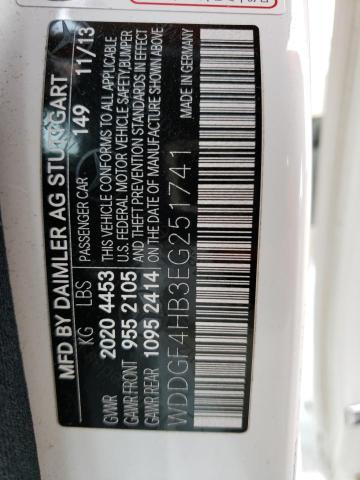 MFD BY DAIMLER AG STUTTGART
KG LBS PASSENGER CAR 149 11/13
GVWR 2020 4453 THIS VEHICLE CONFORMS TO ALL APPLICABLE
GAWR FRONT 955 2105 U.S. FEDERAL MOTOR VEHICLE SAFETY,BUMPER
GAWR REAR 1095 2414 AND THEFT PREVENTION STANDARDS IN EFFECT
ON THE DATE OF MANUFACTURE SHOWN ABOVE.
WDDGF4HB3EG251741 MADE IN GERMANY